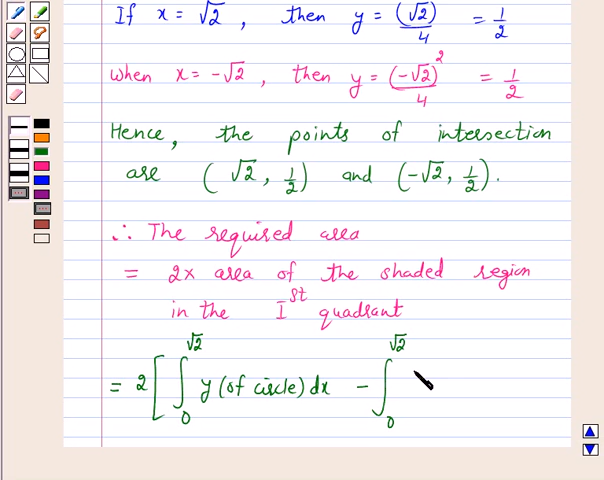 If x = √2 , then y = (√2)/4 = 1/2
When x = -√2 , then y = (-√2)²/4 = 1/2
Hence, the points of intersection
are (√2, 1/2) and (-√2, 1/2).
∴ The required area
= 2x area of the shaded region
in the Iˢᵗ quadrant
= 2 [ ∫₀^√2 y (of circle) dx - ∫₀^√2